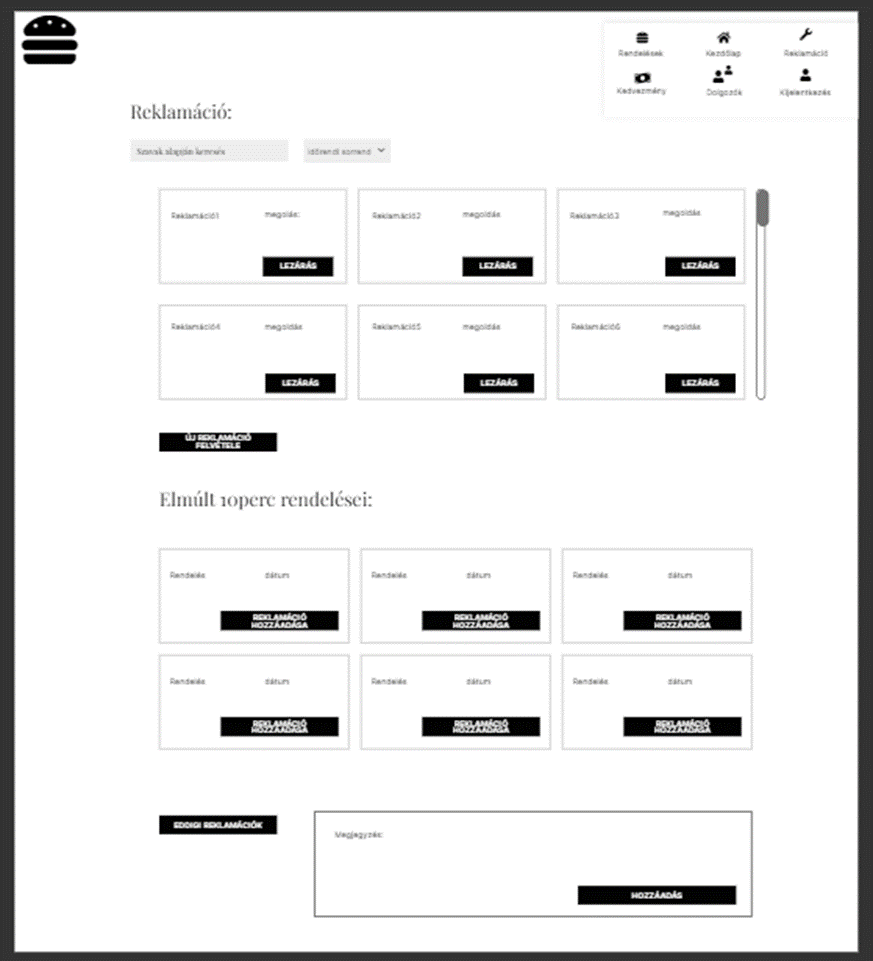 Rendelések Kezdőlap Reklamáció
Kedvezmény Dolgozók Kijelentkezés
Reklamáció:
Szavak alapján keresés
időrendi sorrend
Reklamáció1 megolás: Reklamáció2 megoldás Reklamáció3 megoldás
LEZÁRÁS LEZÁRÁS LEZÁRÁS
Reklamáció4 megoldás Reklamáció5 megoldás Reklamáció6 megoldás
LEZÁRÁS LEZÁRÁS LEZÁRÁS
ÚJ REKLAMÁCIÓ
FELVÉTELE
Elmúlt 10perc rendelései:
Rendelés dátum Rendelés dátum Rendelés dátum
REKLAMÁCIÓ REKLAMÁCIÓ REKLAMÁCIÓ
HOZZÁADÁSA HOZZÁADÁSA HOZZÁADÁSA
Rendelés dátum Rendelés dátum Rendelés dátum
REKLAMÁCIÓ REKLAMÁCIÓ REKLAMÁCIÓ
HOZZÁADÁSA HOZZÁADÁSA HOZZÁADÁSA
EDDIGI REKLAMÁCIÓK
Megjegyzés:
HOZZÁADÁS